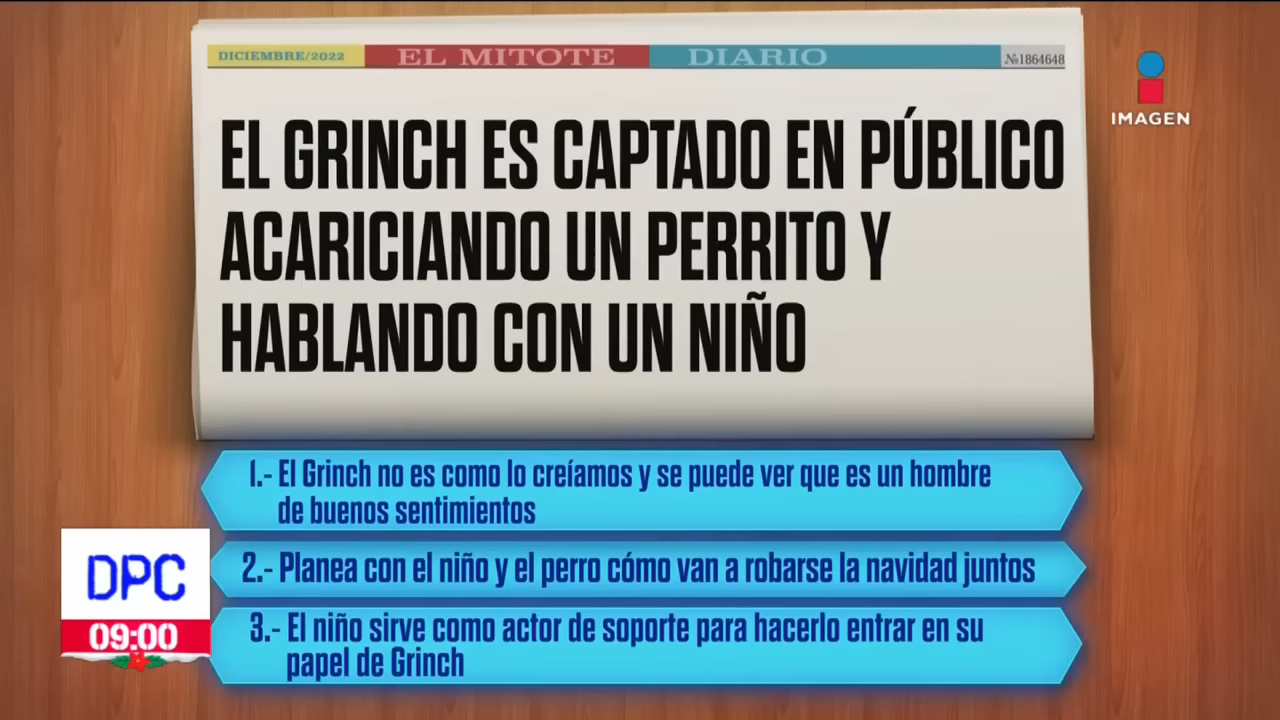 DICIEMBRE/2022 EL MITOTE DIARIO №1864648
EL GRINCH ES CAPTADO EN PÚBLICO
ACARICIANDO UN PERRITO Y
HABLANDO CON UN NIÑO
IMAGEN
1.- El Grinch no es como lo creíamos y se puede ver que es un hombre
de buenos sentimientos
2.- Planea con el niño y el perro cómo van a robarse la navidad juntos
3.- El niño sirve como actor de soporte para hacerlo entrar en su
papel de Grinch
DPC
09:00